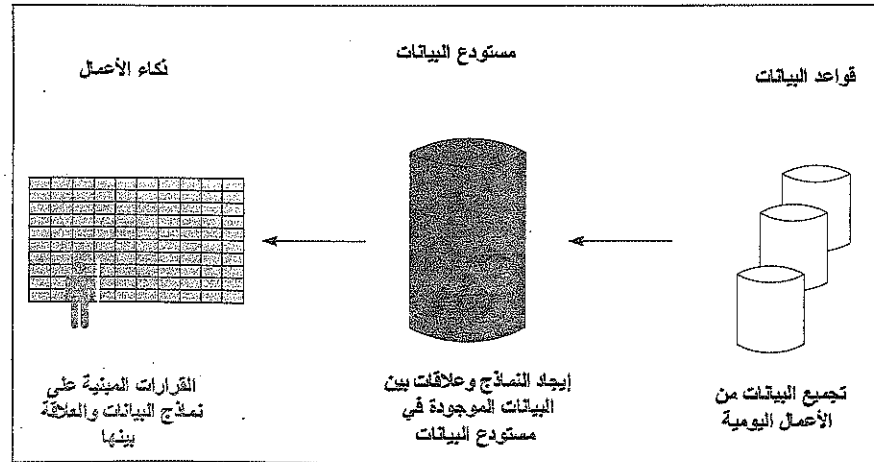 قواعد البيانات
مستودع البيانات
ذكاء الأعمال
تجميع البيانات من
الأعمال اليومية
إيجاد النماذج وعلاقات بين
البيانات الموجودة في
مستودع البيانات
القرارات المبنية على
نماذج البيانات والعلاقة
بينها